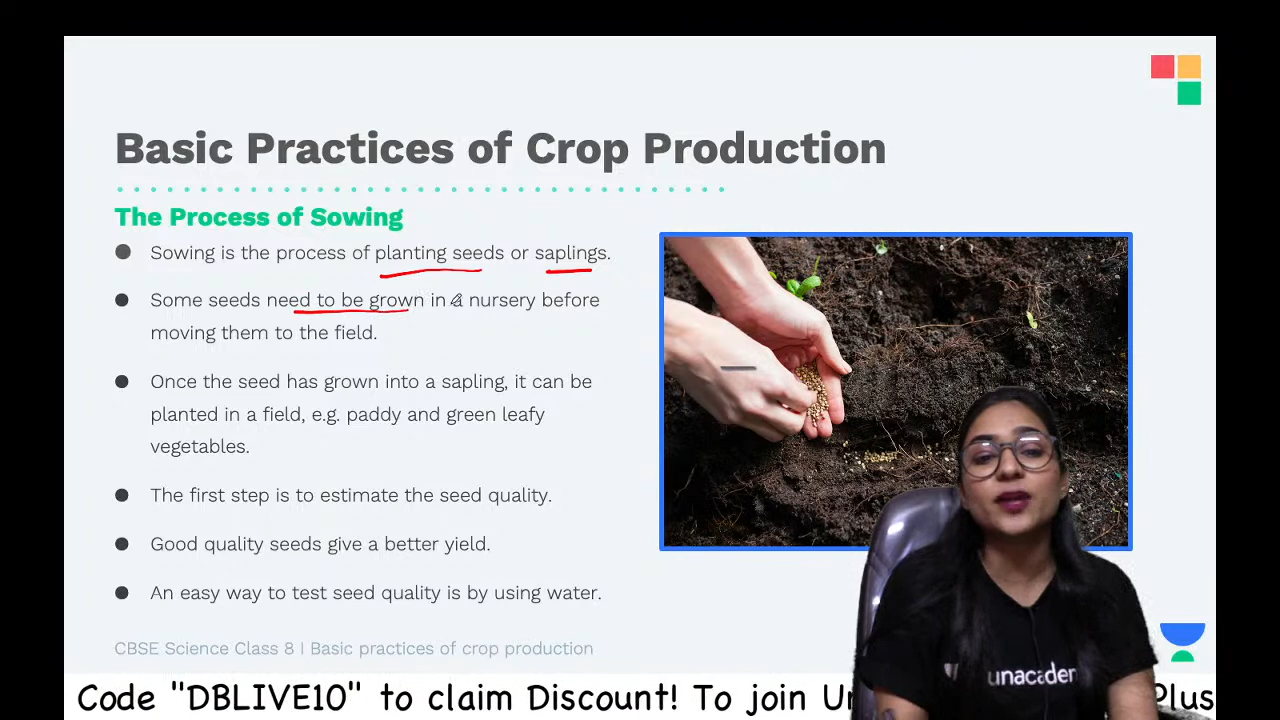 Basic Practices of Crop Production
The Process of Sowing
Sowing is the process of planting seeds or saplings.
Some seeds need to be grown in a nursery before
moving them to the field.
Once the seed has grown into a sapling, it can be
planted in a field, e.g. paddy and green leafy
vegetables.
The first step is to estimate the seed quality.
Good quality seeds give a better yield.
An easy way to test seed quality is by using water.
CBSE Science Class 8 I Basic practices of crop production
unacadem
Code "DBLIVE10" to claim Discount! To join Un Plus